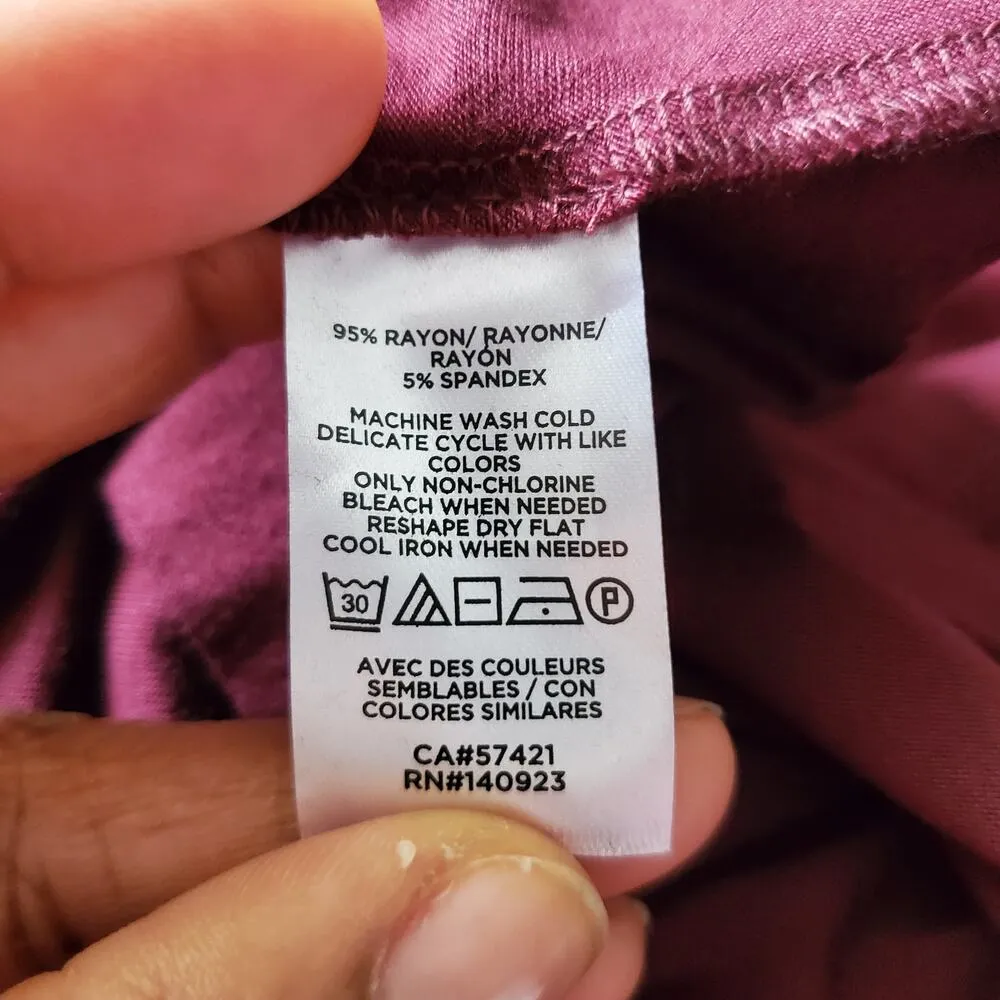 95% RAYON/ RAYONNE/
RAYÓN
5% SPANDEX
MACHINE WASH COLD
DELICATE CYCLE WITH LIKE
COLORS
ONLY NON-CHLORINE
BLEACH WHEN NEEDED
RESHAPE DRY FLAT
COOL IRON WHEN NEEDED
30 P
AVEC DES COULEURS
SEMBLABLES / CON
COLORES SIMILARES
CA#57421
RN#140923